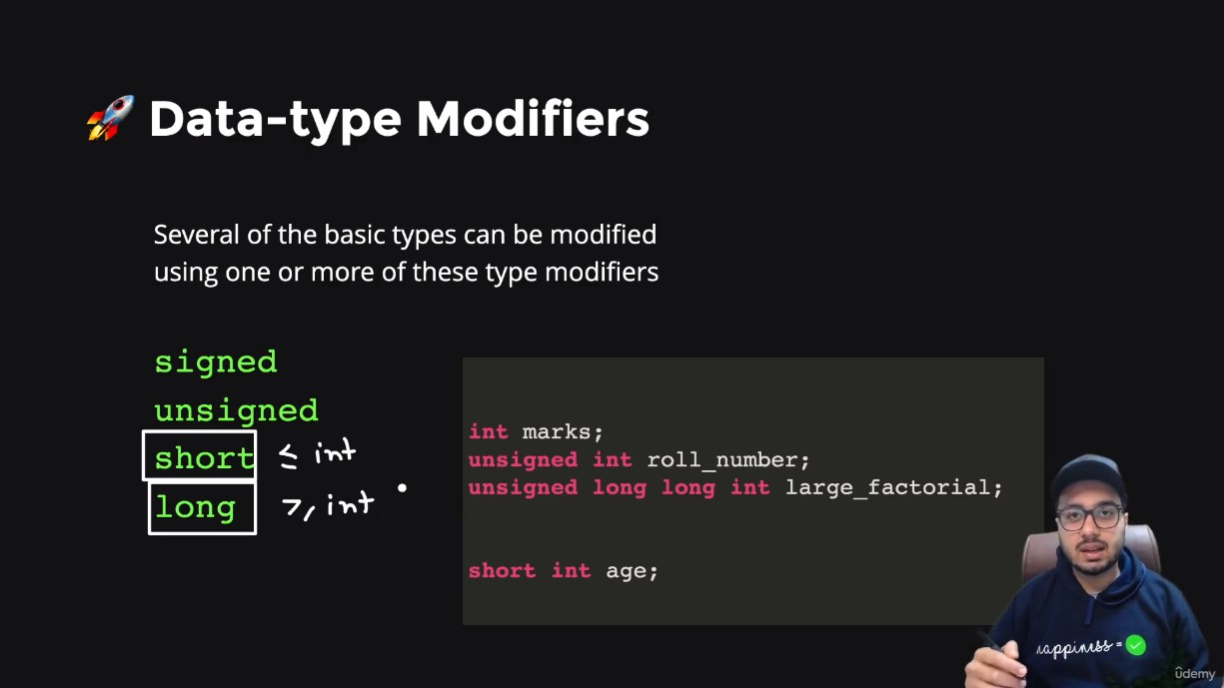 Data-type Modifiers
Several of the basic types can be modified
using one or more of these type modifiers
signed
unsigned
short ≤ int
long >, int
int marks;
unsigned int roll_number;
unsigned long long int large_factorial;
short int age;
happiness =
ûdemy